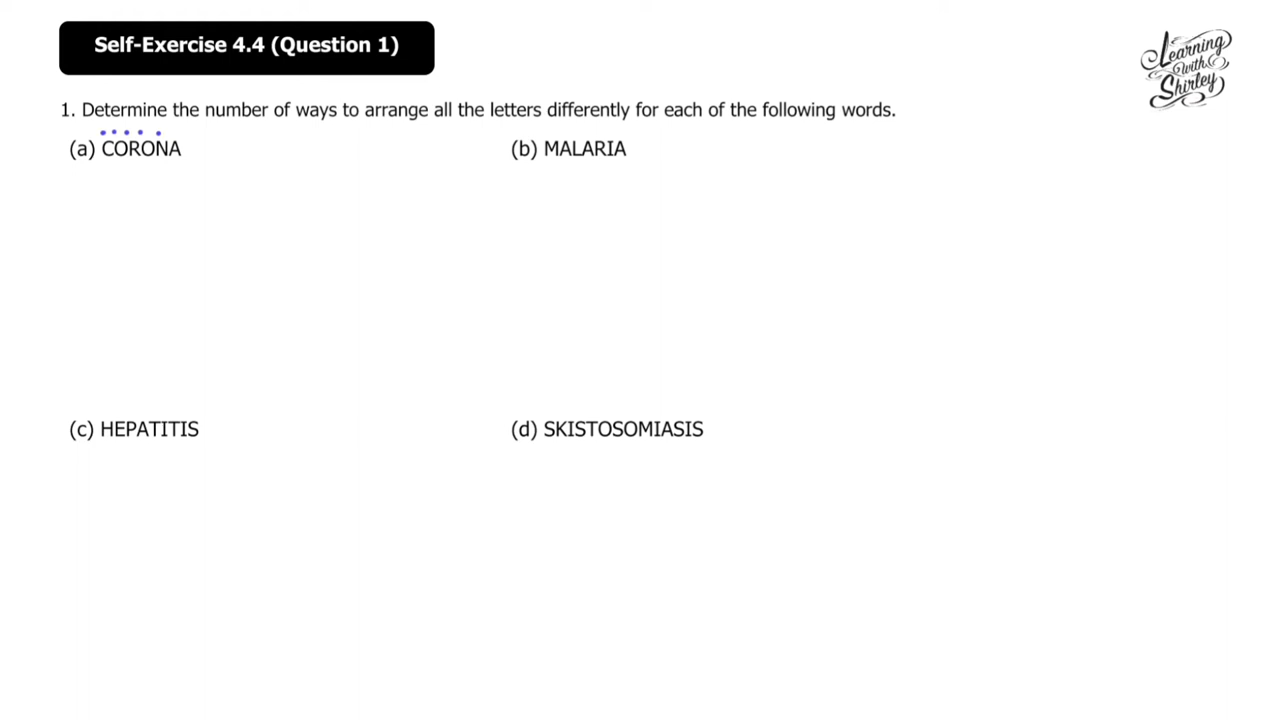 Self-Exercise 4.4 (Question 1)
Learning
with
Shirley
1. Determine the number of ways to arrange all the letters differently for each of the following words.
(a) CORONA
(b) MALARIA
(c) HEPATITIS
(d) SKISTOSOMIASIS